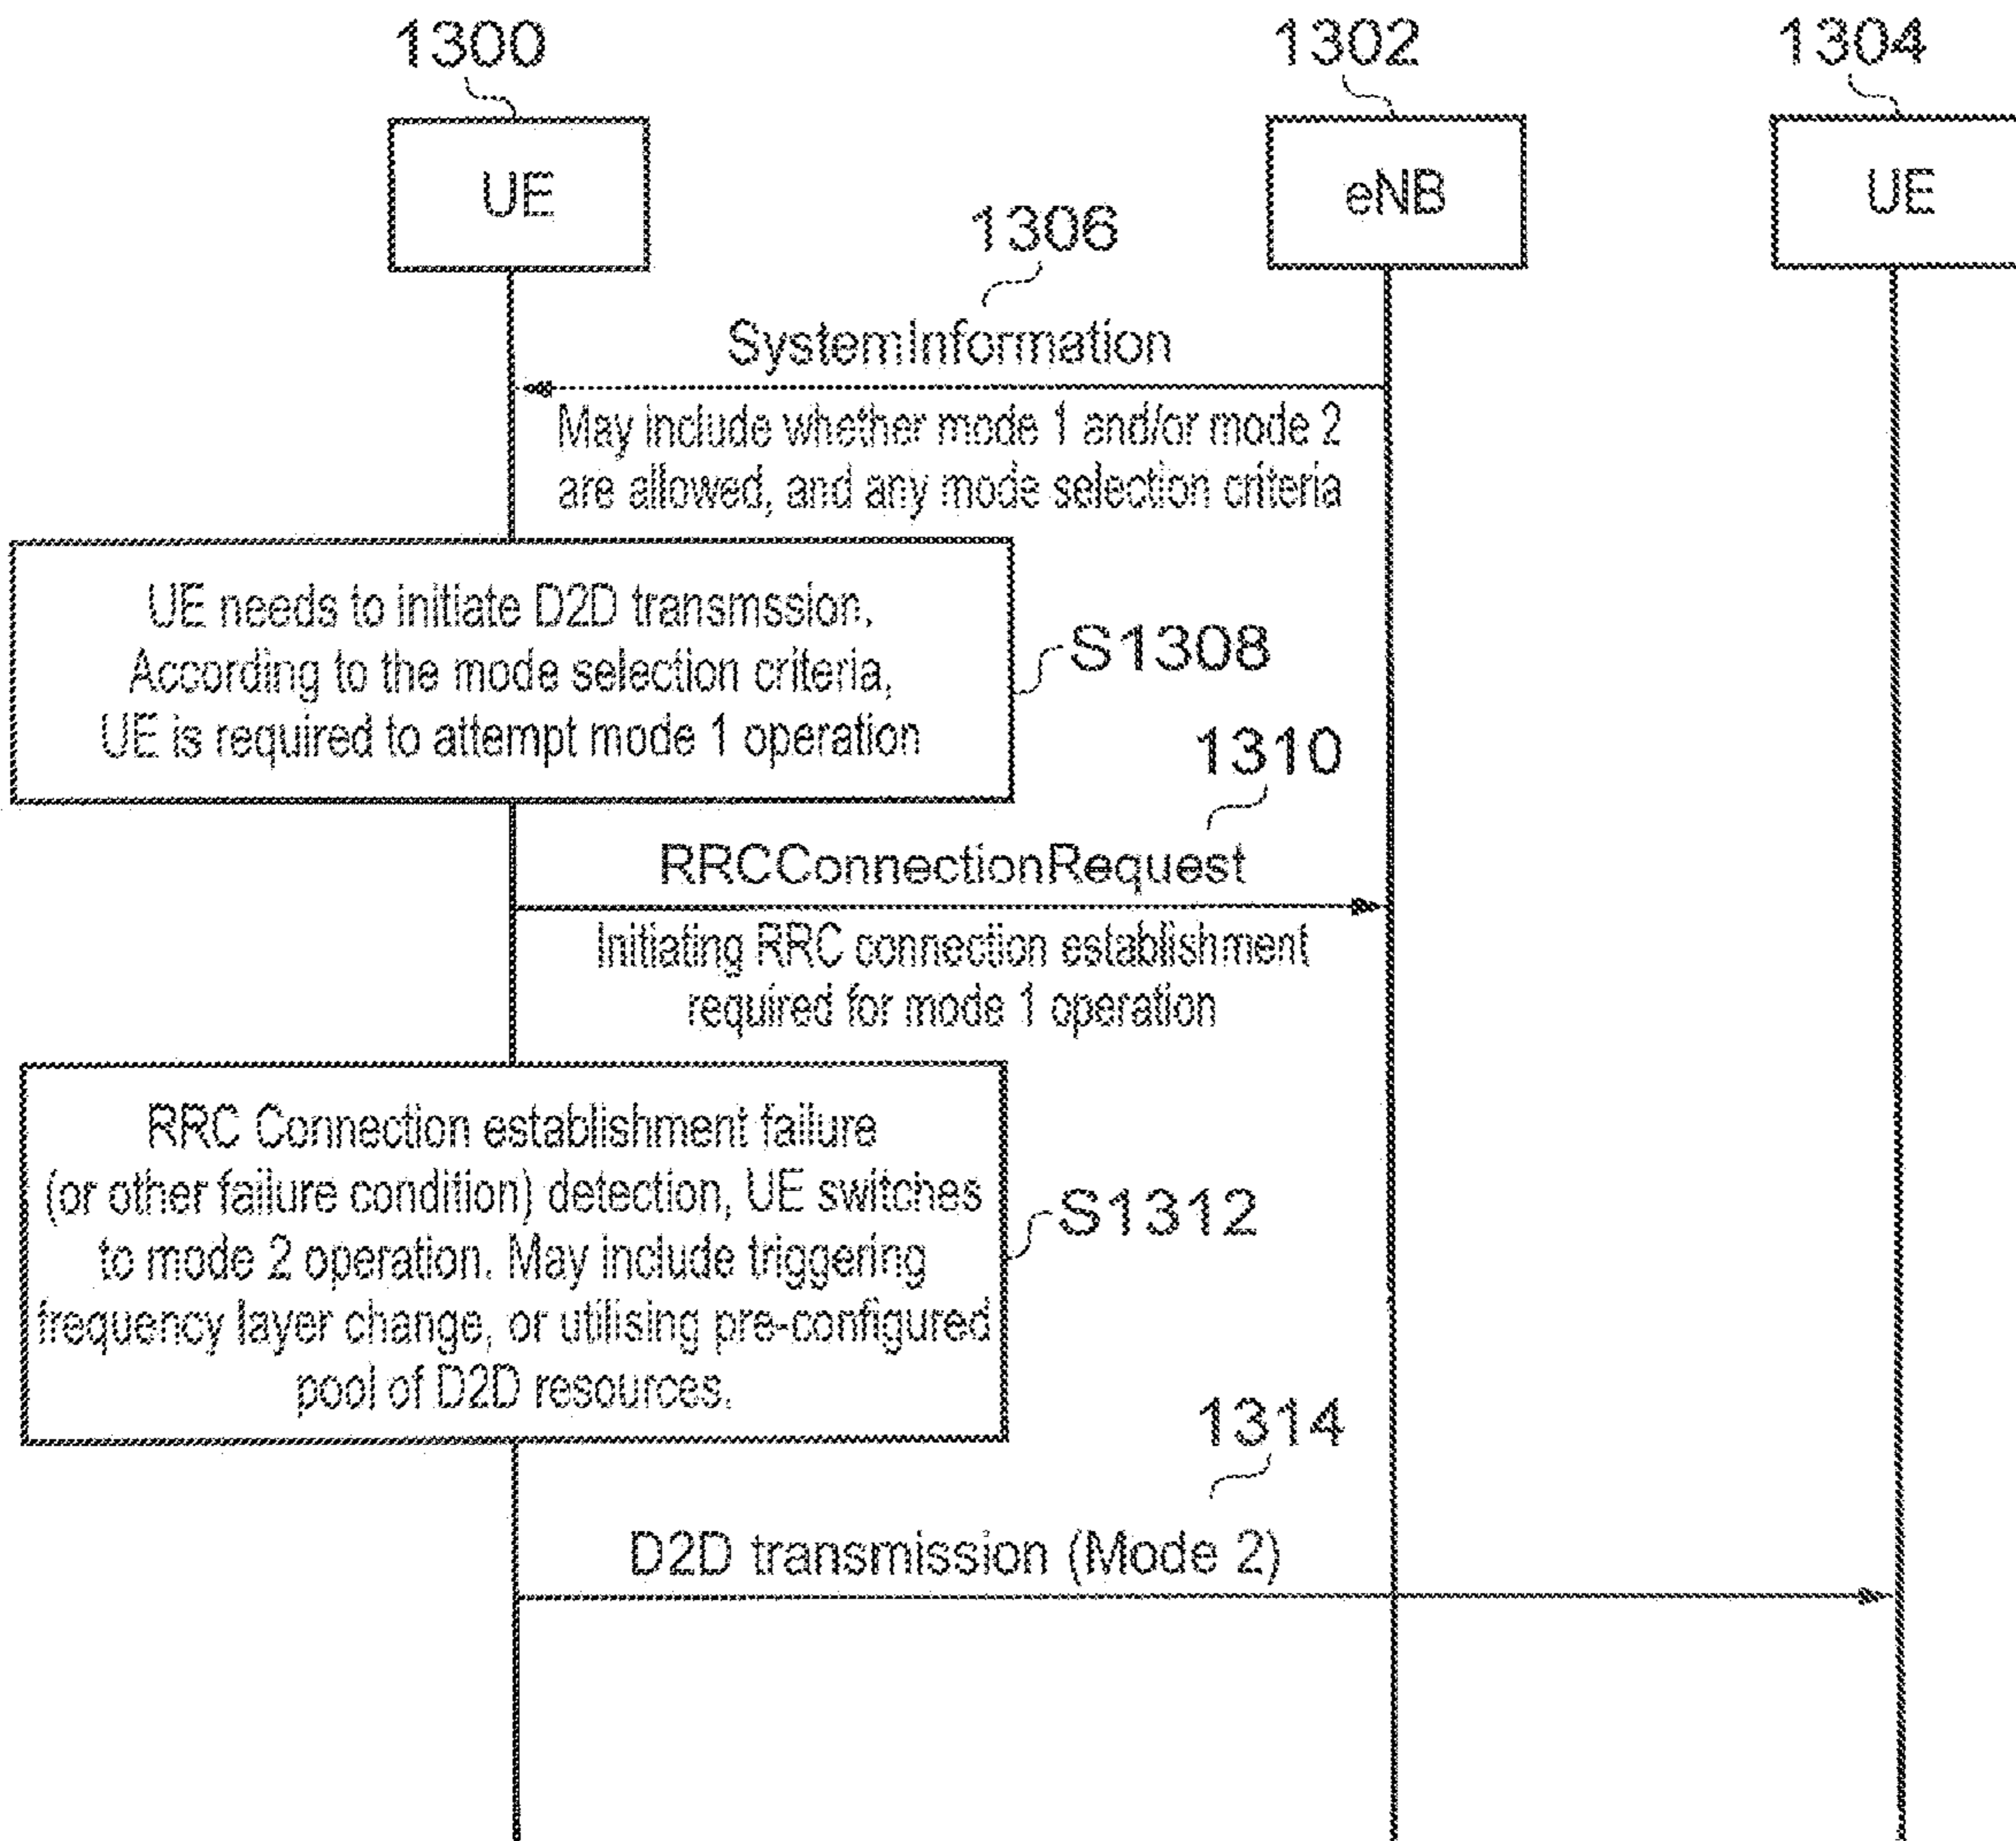 1300
1302
1304
UE
eNB
UE
1306
SystemInformation
May include whether mode 1 and/or mode 2
are allowed, and any mode selection criteria
UE needs to initiate D2D transmssion.
According to the mode selection criteria,
UE is required to attempt mode 1 operation
S1308
1310
RRCConnectionRequest
Initiating RRC connection establishment
required for mode 1 operation
RRC Connection establishment failure
(or other failure condition) detection, UE switches
to mode 2 operation. May include triggering
frequency layer change, or utilising pre-configured
pool of D2D resources.
S1312
1314
D2D transmission (Mode 2)